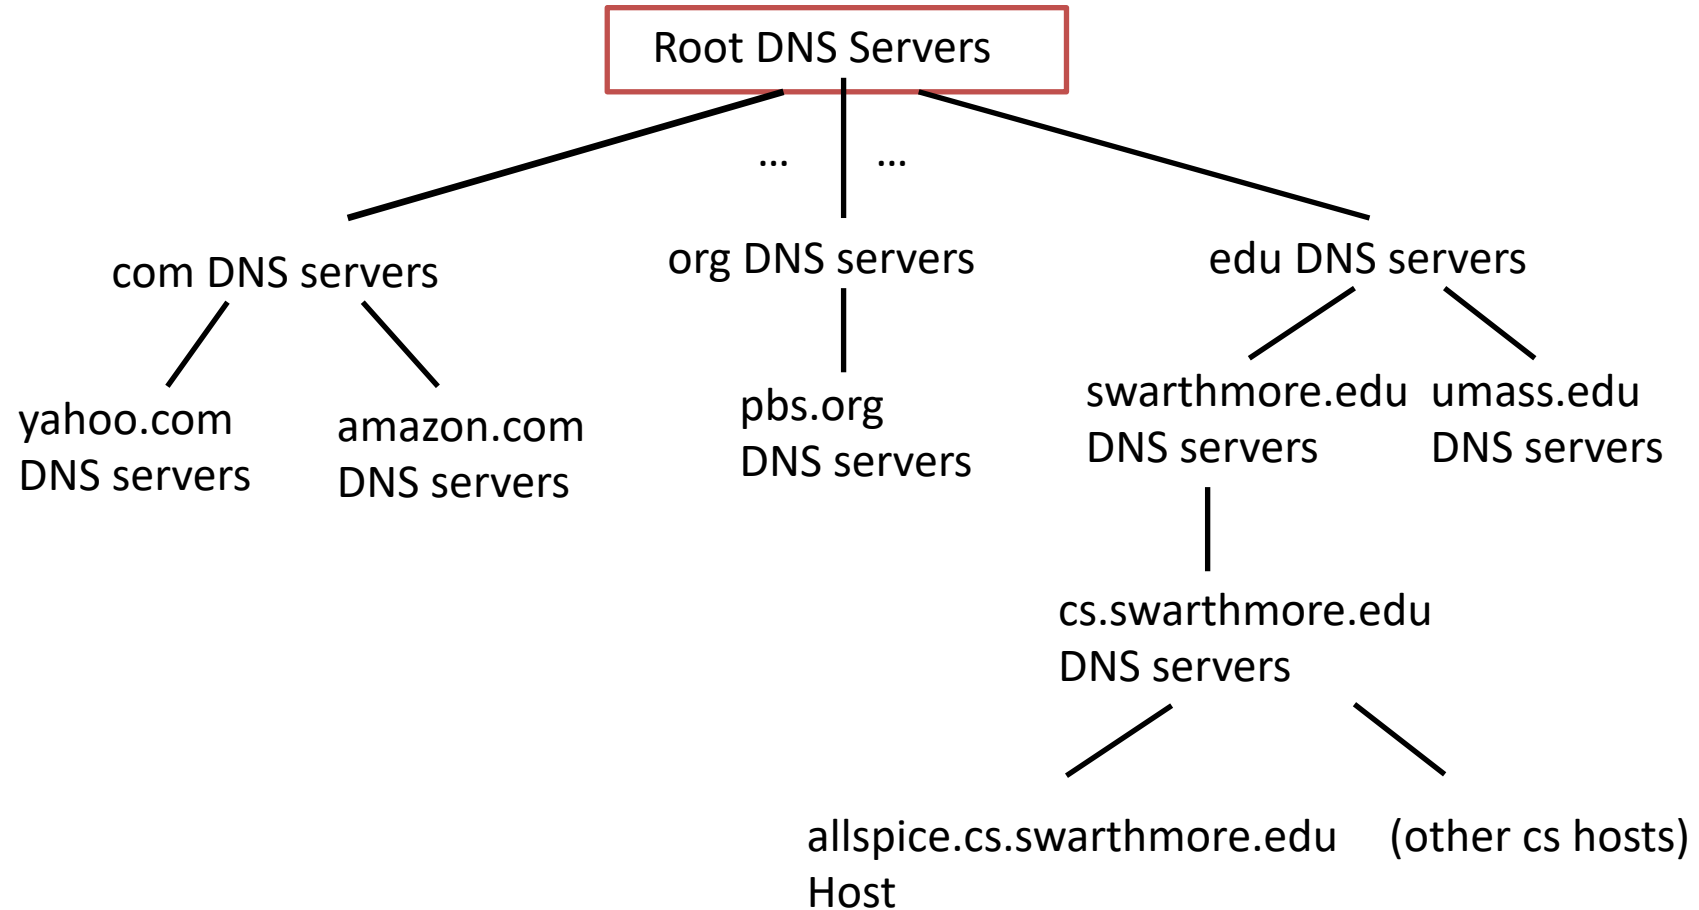 Root DNS Servers
... ...
com DNS servers
org DNS servers
edu DNS servers
yahoo.com
DNS servers
amazon.com
DNS servers
pbs.org
DNS servers
swarthmore.edu
DNS servers
umass.edu
DNS servers
cs.swarthmore.edu
DNS servers
allspice.cs.swarthmore.edu
Host
(other cs hosts)